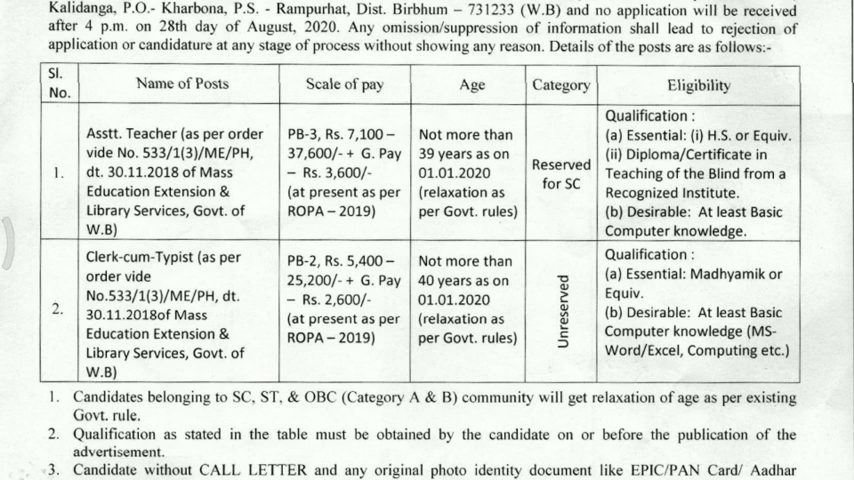 Kalidanga, P.O.- Kharbona, P.S. - Rampurhat, Dist. Birbhum – 731233 (W.B) and no application will be received
after 4 p.m. on 28th day of August, 2020. Any omission/suppression of information shall lead to rejection of
application or candidature at any stage of process without showing any reason. Details of the posts are as follows:-
Sl.
No.
Name of Posts
Scale of pay
Age
Category
Eligibility
1.
Asstt. Teacher (as per order
vide No. 533/1(3)/ME/PH,
dt. 30.11.2018 of Mass
Education Extension &
Library Services, Govt. of
W.B)
PB-3, Rs. 7,100 –
37,600/- + G. Pay
– Rs. 3,600/-
(at present as per
ROPA – 2019)
Not more than
39 years as on
01.01.2020
(relaxation as
per Govt. rules)
Reserved
for SC
Qualification :
(a) Essential: (i) H.S. or Equiv.
(ii) Diploma/Certificate in
Teaching of the Blind from a
Recognized Institute.
(b) Desirable: At least Basic
Computer knowledge.
2.
Clerk-cum-Typist (as per
order vide
No.533/1(3)/ME/PH, dt.
30.11.2018of Mass
Education Extension &
Library Services, Govt. of
W.B)
PB-2, Rs. 5,400 –
25,200/- + G. Pay
– Rs. 2,600/-
(at present as per
ROPA – 2019)
Not more than
40 years as on
01.01.2020
(relaxation as
per Govt. rules)
Unreserved
Qualification :
(a) Essential: Madhyamik or
Equiv.
(b) Desirable: At least Basic
Computer knowledge (MS-
Word/Excel, Computing etc.)
1. Candidates belonging to SC, ST, & OBC (Category A & B) community will get relaxation of age as per existing
Govt. rule.
2. Qualification as stated in the table must be obtained by the candidate on or before the publication of the
advertisement.
3. Candidate without CALL LETTER and any original photo identity document like EPIC/PAN Card/ Aadhar